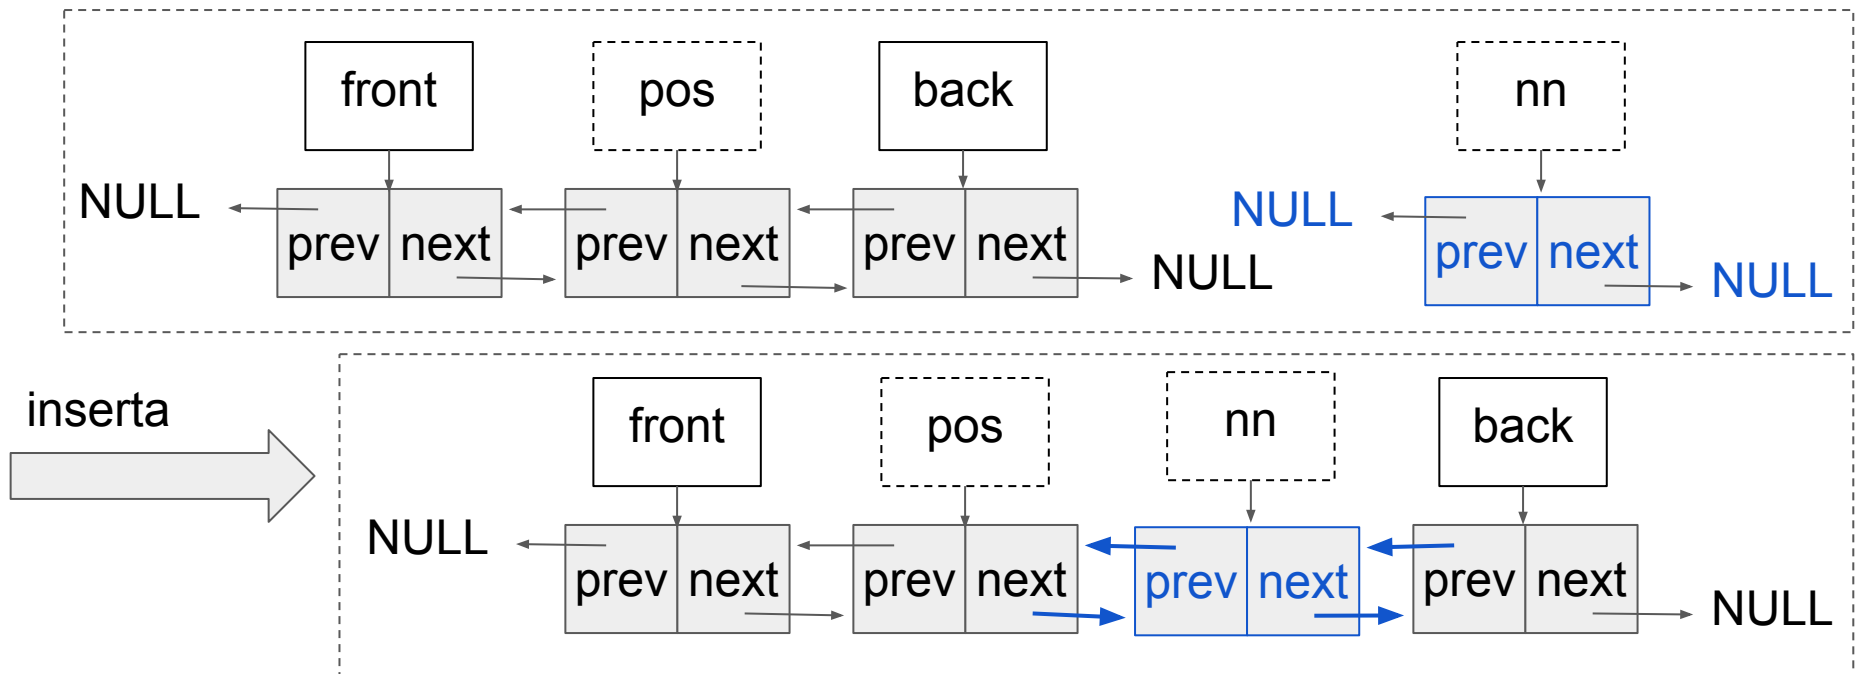 front pos back nn
NULL prev next prev next prev next NULL NULL prev next NULL
inserta
front pos nn back
NULL prev next prev next prev next prev next NULL